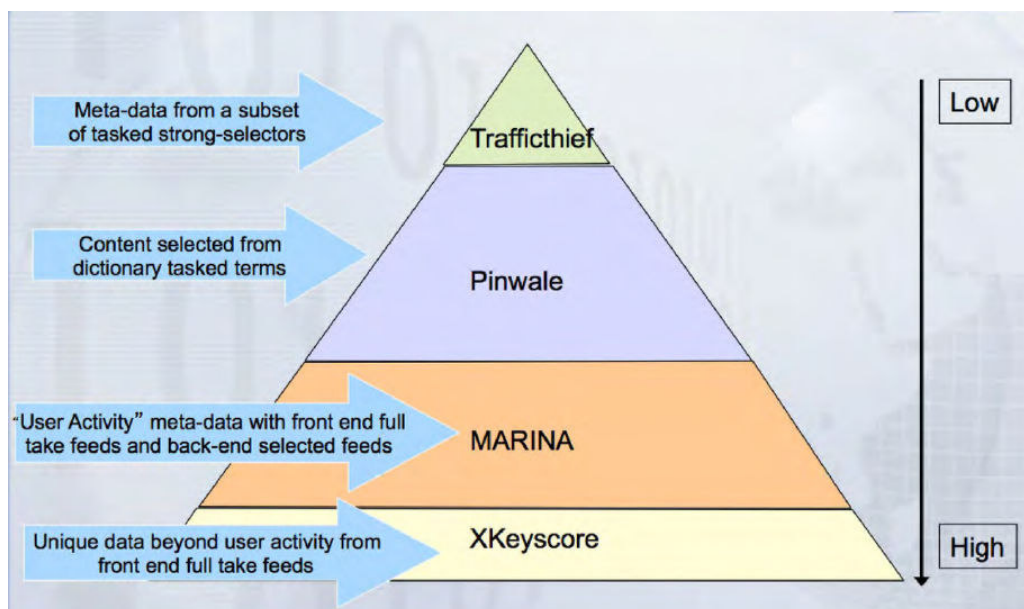 Meta-data from a subset
of tasked strong-selectors
Trafficthief
Low
Content selected from
dictionary tasked terms
Pinwale
“User Activity” meta-data with front end full
take feeds and back-end selected feeds
MARINA
Unique data beyond user activity from
front end full take feeds
XKeyscore
High